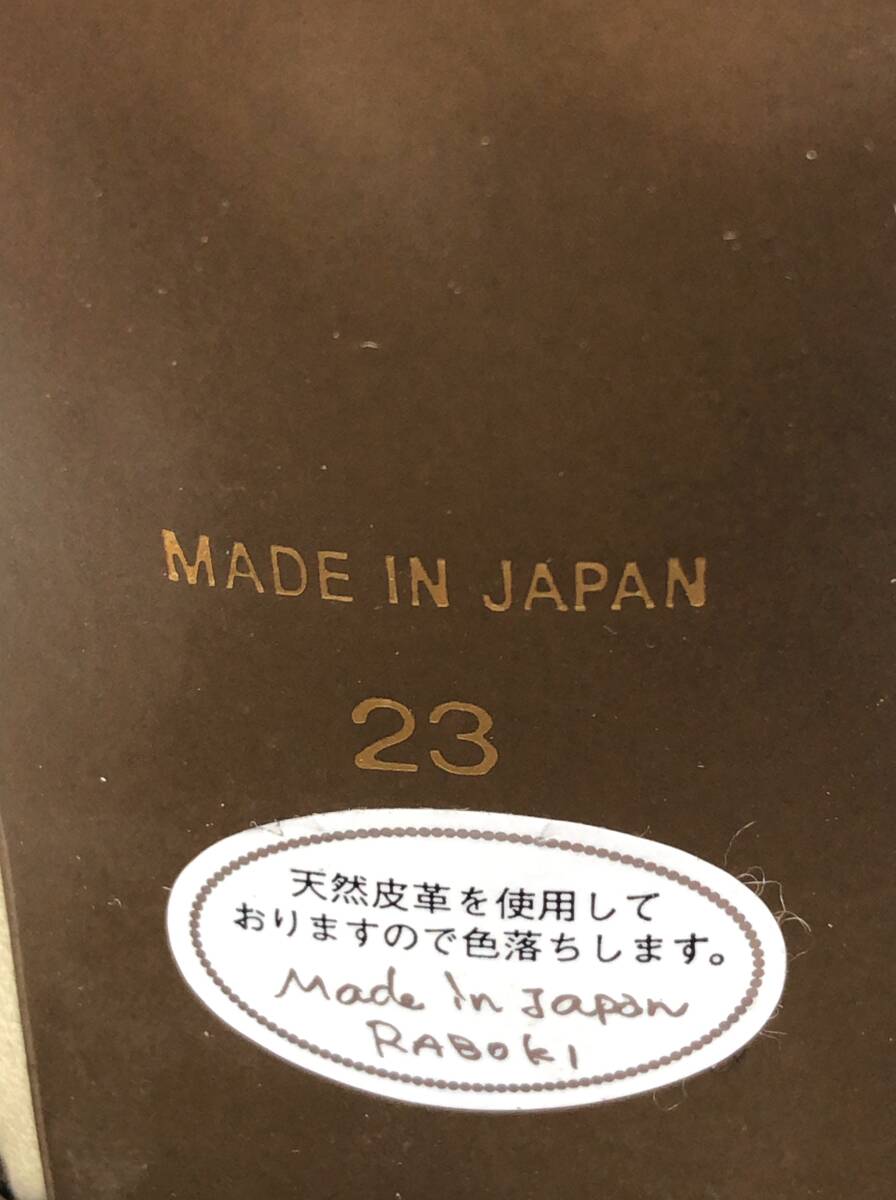 MADE IN JAPAN
23
天然皮革を使用して
おりますので色落ちします。
Made in Japan
RABOKI